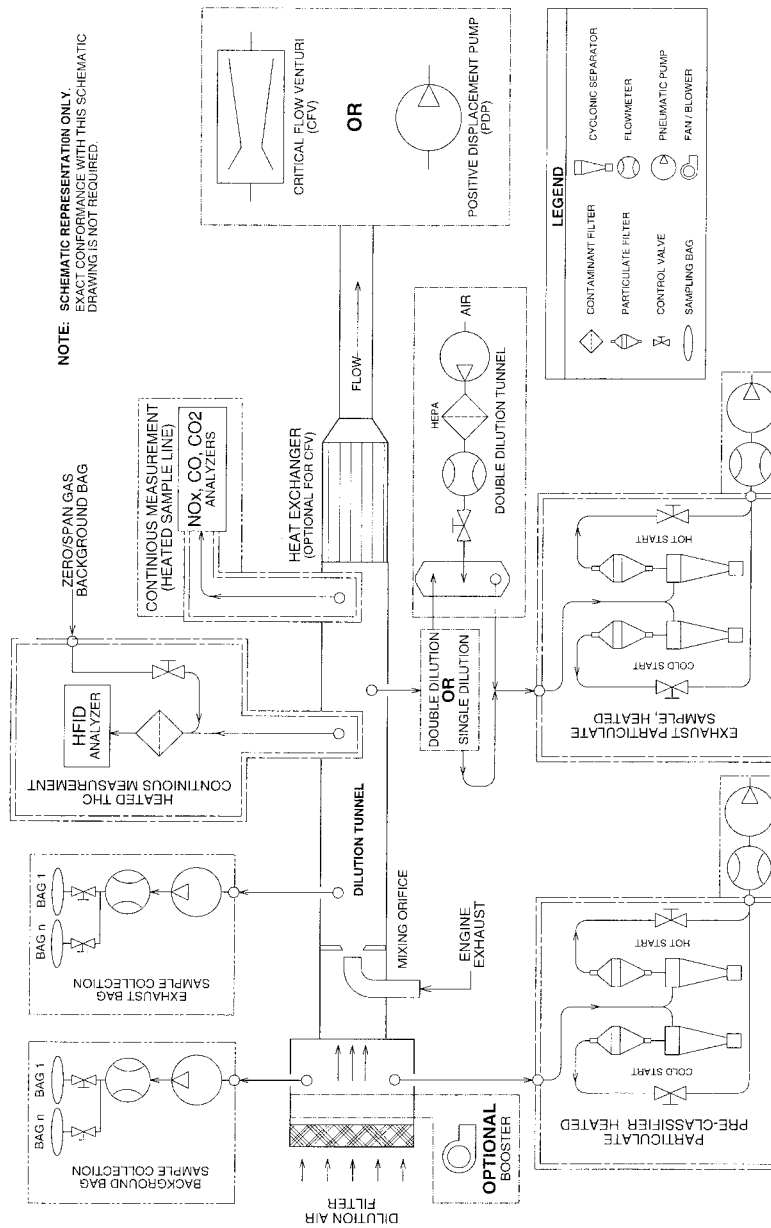 NOTE: SCHEMATIC REPRESENTATION ONLY.
EXACT CONFORMANCE WITH THIS SCHEMATIC
DRAWING IS NOT REQUIRED.
BAG n
BAG 1
BACKGROUND BAG
SAMPLE COLLECTION
BAG n
BAG 1
EXHAUST BAG
SAMPLE COLLECTION
ZERO/SPAN GAS
BACKGROUND BAG
HFID
ANALYZER
HEATED THC
CONTINIOUS MEASUREMENT
CONTINIOUS MEASUREMENT
(HEATED SAMPLE LINE)
NOx, CO, CO2
ANALYZERS
HEAT EXCHANGER
(OPTIONAL FOR CFV)
CRITICAL FLOW VENTURI
(CFV)
OR
POSITIVE DISPLACEMENT PUMP
(PDP)
DILUTION AIR
FILTER
OPTIONAL
BOOSTER
MIXING ORIFICE
ENGINE
EXHAUST
DILUTION TUNNEL
FLOW
DOUBLE DILUTION
OR
SINGLE DILUTION
HEPA
AIR
DOUBLE DILUTION TUNNEL
PARTICULATE
PRE-CLASSIFIER HEATED
COLD START
HOT START
EXHAUST PARTICULATE
SAMPLE, HEATED
COLD START
HOT START
LEGEND
CONTAMINANT FILTER
CYCLONIC SEPARATOR
PARTICULATE FILTER
FLOWMETER
CONTROL VALVE
PNEUMATIC PUMP
SAMPLING BAG
FAN / BLOWER